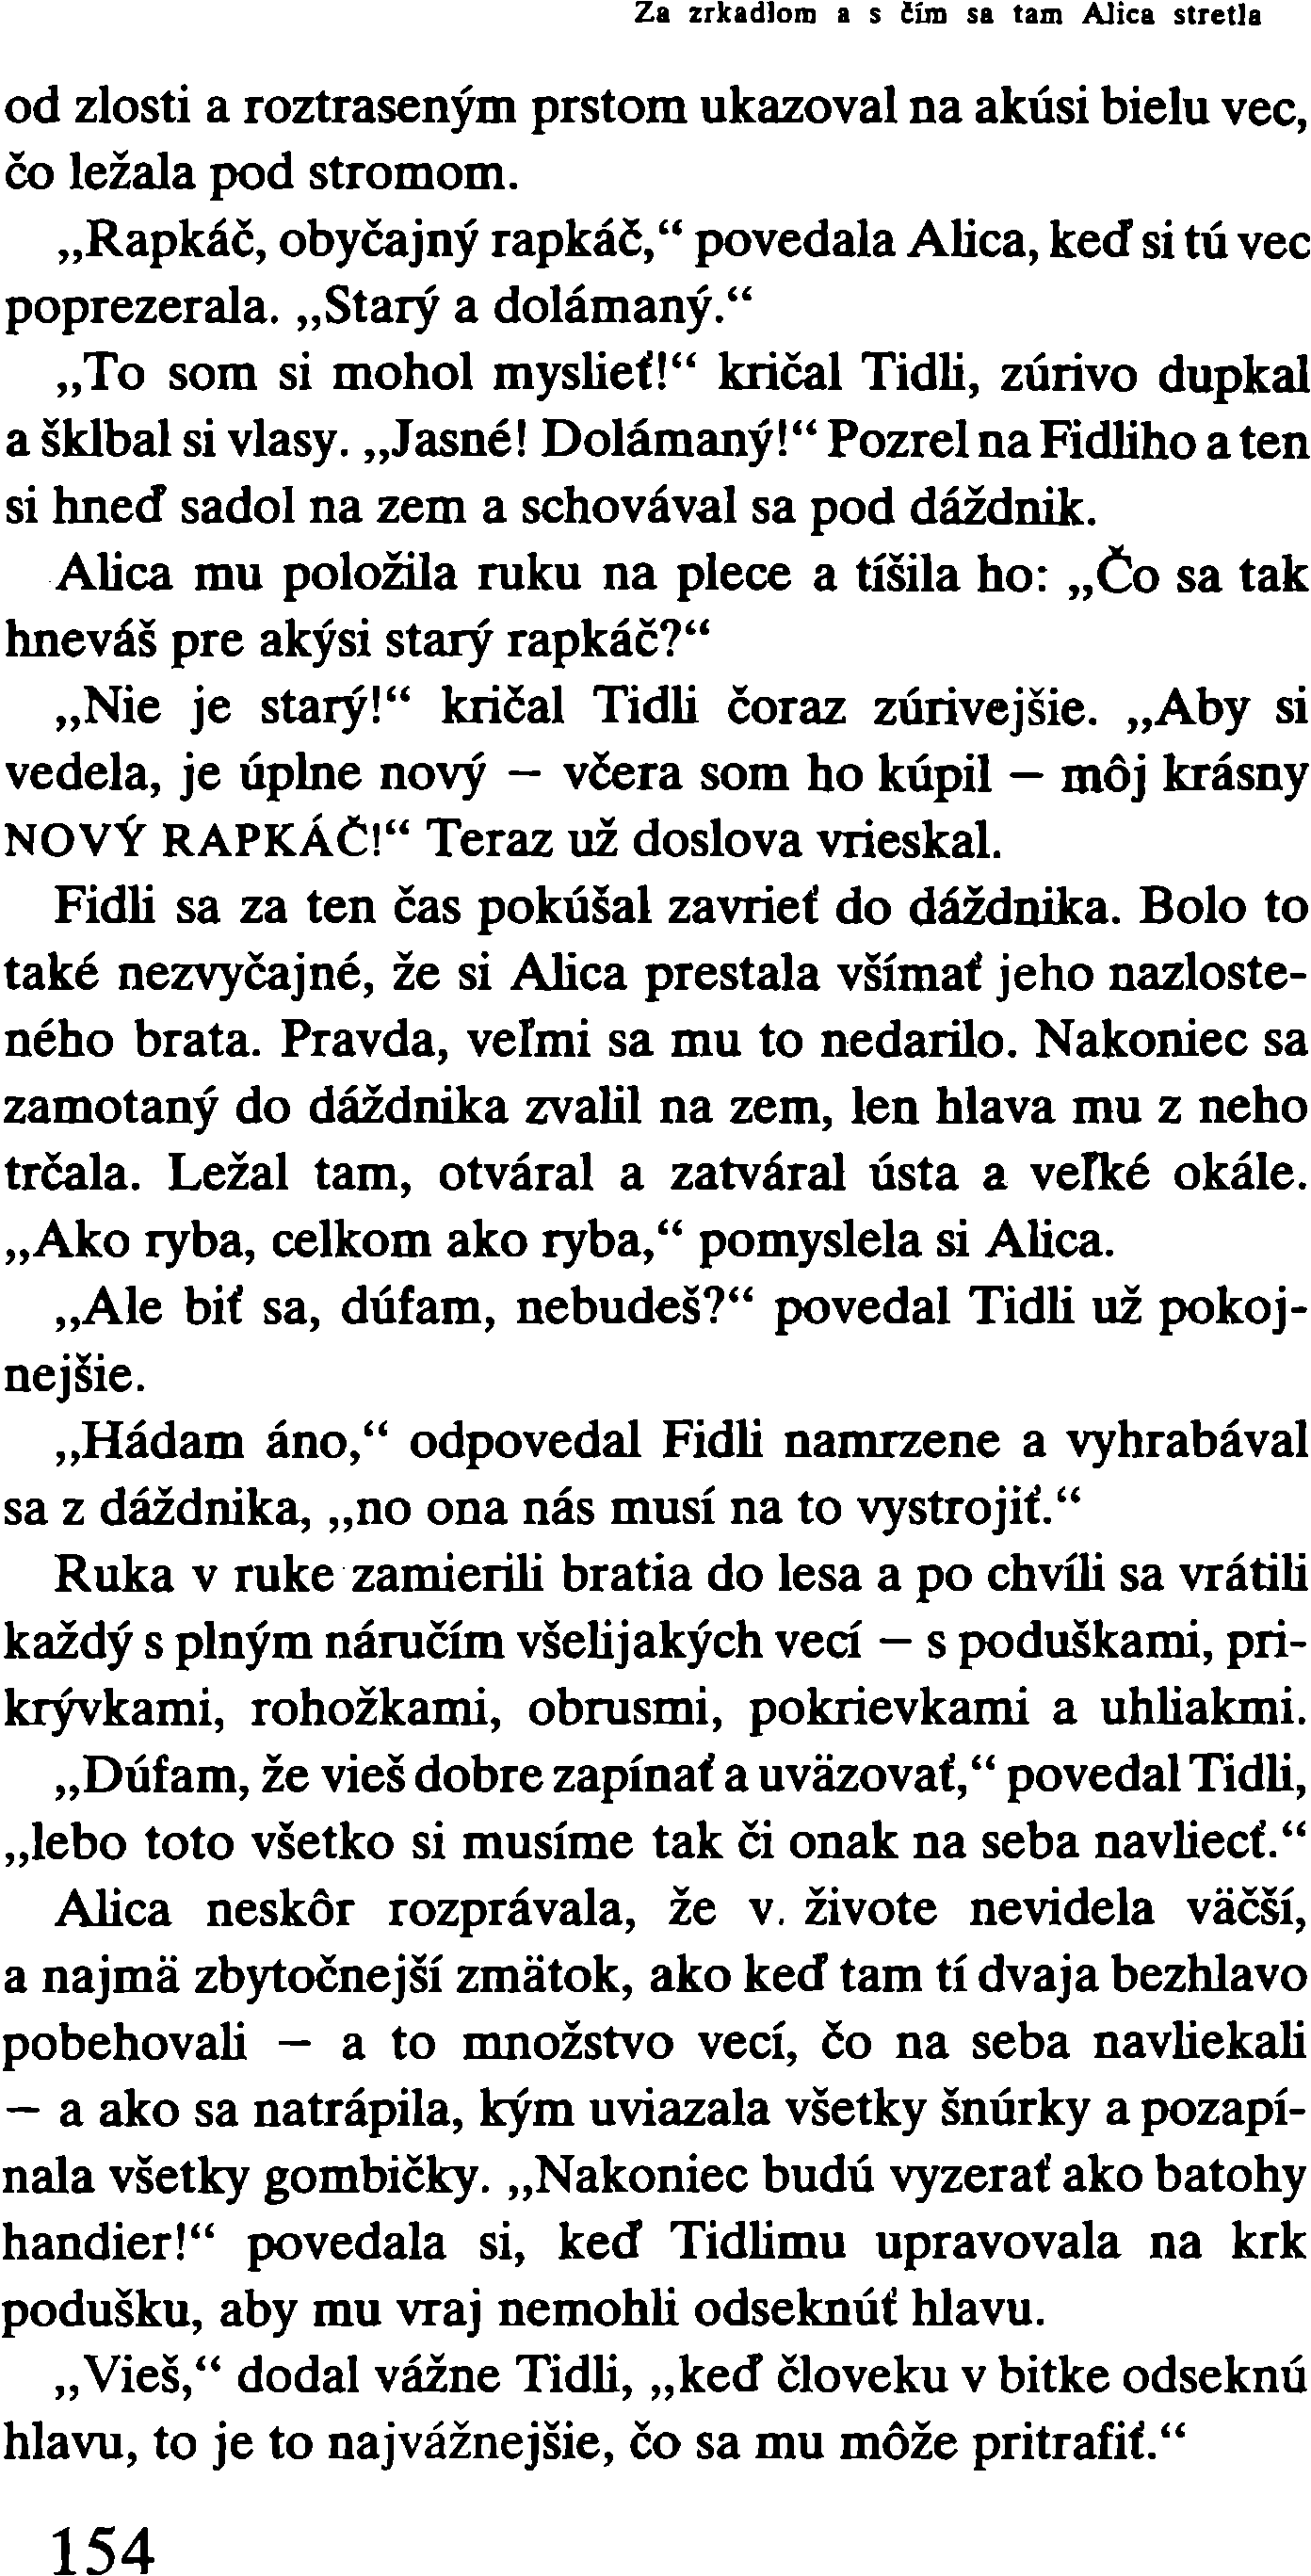 Za zrkadlom a s čím sa tam Alica stretla
od zlosti a roztraseným prstom ukazoval na akúsi bielu vec,
čo ležala pod stromom.
„Rapkáč, obyčajný rapkáč,“ povedala Alica, keď si tú vec
poprezerala. „Starý a dolámaný.“
„To som si mohol myslieť!“ kričal Tidli, zúrivo dupkal
a šklbal si vlasy. „Jasné! Dolámaný!“ Pozrel na Fidliho a ten
si hneď sadol na zem a schovával sa pod dáždnik.
Alica mu položila ruku na plece a tíšila ho: „Čo sa tak
hneváš pre akýsi starý rapkáč?“
„Nie je starý!“ kričal Tidli čoraz zúrivejšie. „Aby si
vedela, je úplne nový – včera som ho kúpil – môj krásny
NOVÝ RAPKÁČ!“ Teraz už doslova vrieskal.
Fidli sa za ten čas pokúšal zavrieť do dáždnika. Bolo to
také nezvyčajné, že si Alica prestala všímať jeho nazloste-
ného brata. Pravda, veľmi sa mu to nedarilo. Nakoniec sa
zamotaný do dáždnika zvalil na zem, len hlava mu z neho
trčala. Ležal tam, otváral a zatváral ústa a veľké okále.
„Ako ryba, celkom ako ryba,“ pomyslela si Alica.
„Ale biť sa, dúfam, nebudeš?“ povedal Tidli už pokoj-
nejšie.
„Hádam áno,“ odpovedal Fidli namrzene a vyhrabával
sa z dáždnika, „no ona nás musí na to vystrojiť.“
Ruka v ruke zamierili bratia do lesa a po chvíli sa vrátili
každý s plným náručím všelijakých vecí – s poduškami, pri-
krývkami, rohožkami, obrusmi, pokrievkami a uhliakmi.
„Dúfam, že vieš dobre zapínať a uväzovať,“ povedal Tidli,
„lebo toto všetko si musíme tak či onak na seba navliecť.“
Alica neskôr rozprávala, že v. živote nevidela väčší,
a najmä zbytočnejší zmätok, ako keď tam tí dvaja bezhlavo
pobehovali – a to množstvo vecí, čo na seba navliekali
– a ako sa natrápila, kým uviazala všetky šnúrky a pozapí-
nala všetky gombičky. „Nakoniec budú vyzerať ako batohy
handier!“ povedala si, keď Tidlimu upravovala na krk
podušku, aby mu vraj nemohli odseknúť hlavu.
„Vieš,“ dodal vážne Tidli, „keď človeku v bitke odseknú
hlavu, to je to najvážnejšie, čo sa mu môže pritrafiť.“
154